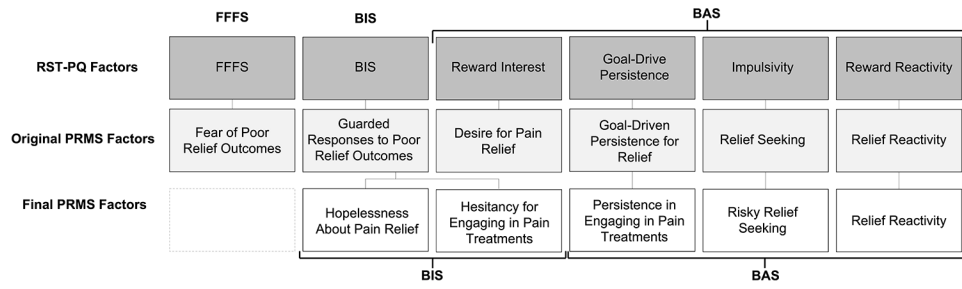 FFFS
BIS
BAS
RST-PQ Factors
FFFS
BIS
Reward Interest
Goal-Drive
Persistence
Impulsivity
Reward Reactivity
Original PRMS Factors
Fear of Poor
Relief Outcomes
Guarded
Responses to Poor
Relief Outcomes
Desire for Pain
Relief
Goal-Driven
Persistence for
Relief
Relief Seeking
Relief Reactivity
Final PRMS Factors
Hopelessness
About Pain Relief
Hesitancy for
Engaging in Pain
Treatments
Persistence in
Engaging in Pain
Treatments
Risky Relief
Seeking
Relief Reactivity
BIS
BAS